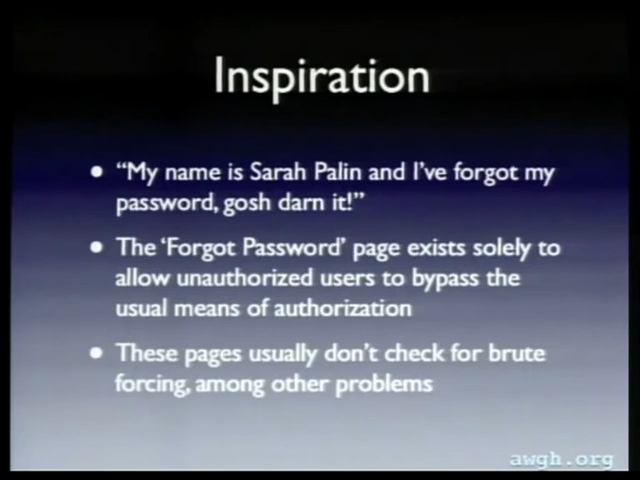 Inspiration
“My name is Sarah Palin and I’ve forgot my
password, gosh darn it!”
The ‘Forgot Password’ page exists solely to
allow unauthorized users to bypass the
usual means of authorization
These pages usually don’t check for brute
forcing, among other problems
awgh.org